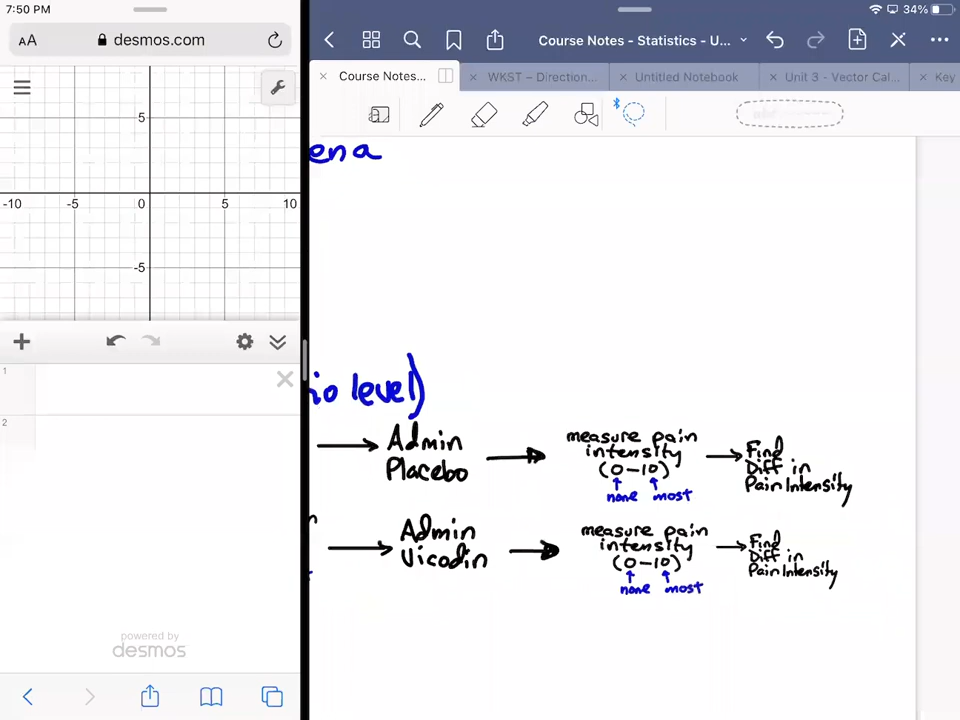 7:50 PM
34%
AA
desmos.com
Course Notes - Statistics - U...
Course Notes...
WKST – Direction...
Untitled Notebook
Unit 3 - Vector Cal...
Key
5
-10
-5
0
5
10
-5
1
2
powered by
desmos
ena
io level)
Admin
Placebo
measure pain
intensity
(0-10)
none most
Find
Diff in
Pain Intensity
n
Admin
Vicodin
measure pain
intensity
(0-10)
none most
Find
Diff in
Pain Intensity